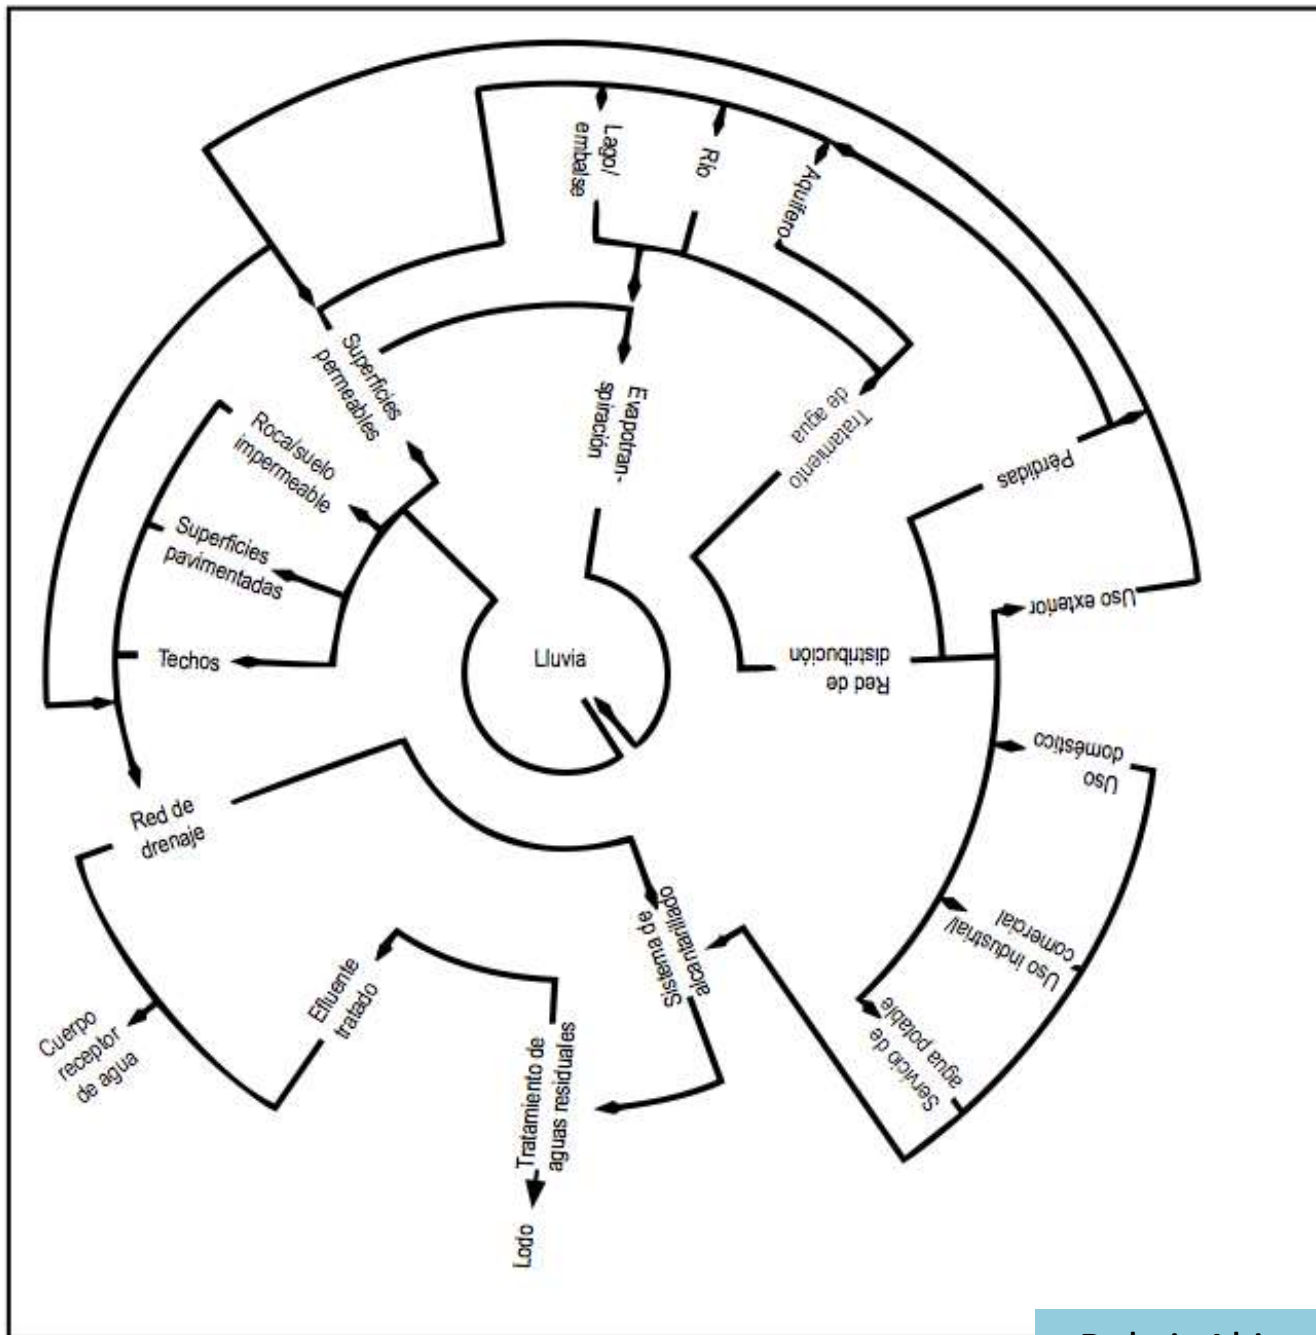 Lago/
embalse
Río
Aquifero
Superficies
permeables
Evapotran-
spiración
Tratamiento
de agua
Pérdidas
Roca/suelo
impermeable
Superficies
pavimentadas
Techos
Lluvia
Red de
distribución
Uso exterior
Uso
doméstico
Red de
drenaje
Sistema de
alcantarillado
Uso industrial/
comercial
Servicio de
agua potable
Efluente
tratado
Cuerpo
receptor
de agua
Tratamiento de
aguas residuales
Lodo